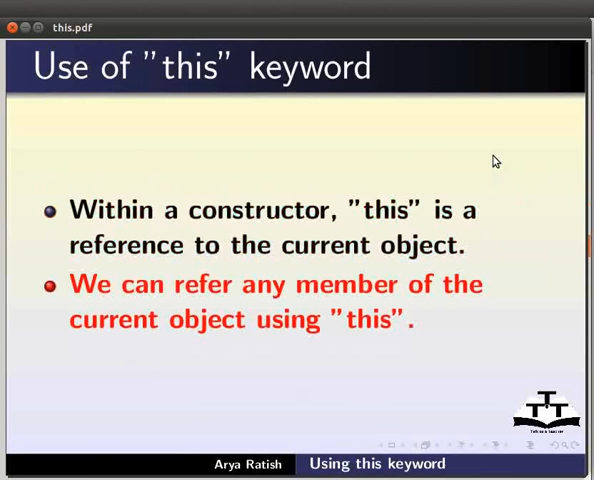 this.pdf
Use of "this" keyword
Within a constructor, "this" is a
reference to the current object.
We can refer any member of the
current object using "this".
TTT
Arya Ratish
Using this keyword